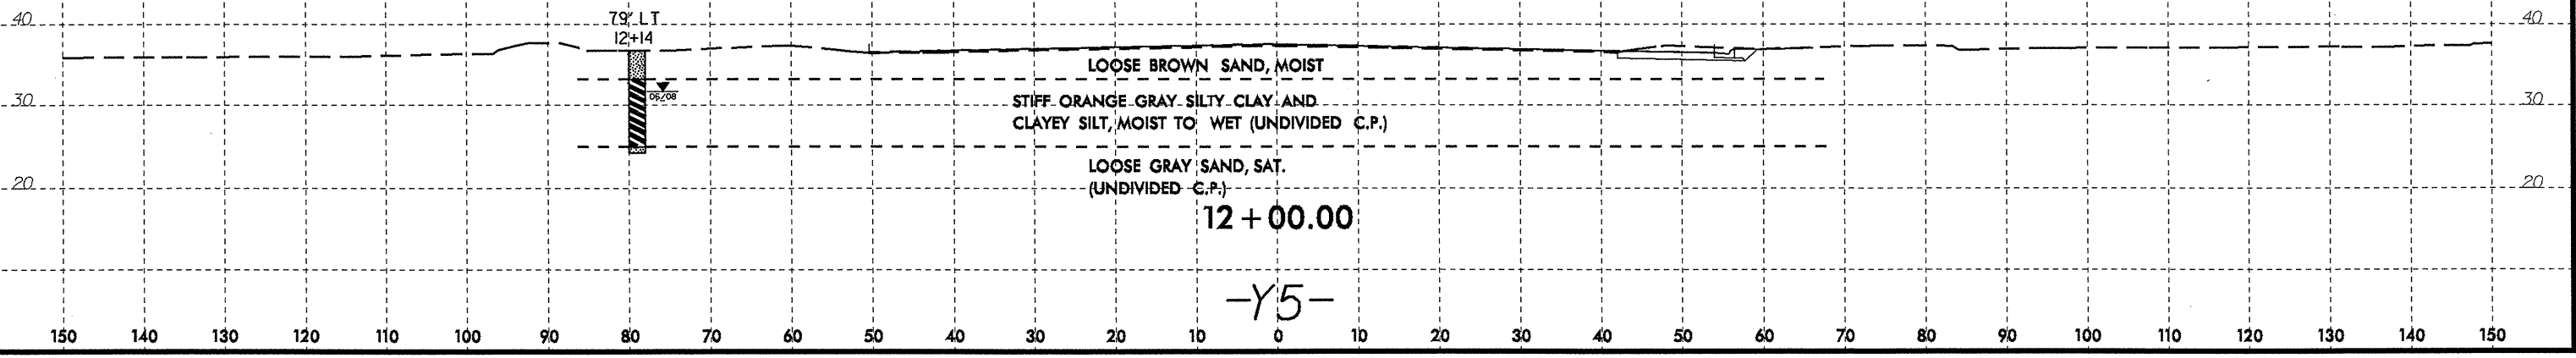 40 40
79' LT
12+14
LOOSE BROWN SAND, MOIST
06/08
30 30
STIFF ORANGE GRAY SILTY CLAY AND
CLAYEY SILT, MOIST TO WET (UNDIVIDED C.P.)
LOOSE GRAY SAND, SAT.
20 20
(UNDIVIDED C.P.)
12+00.00
-Y5-
150 140 130 120 110 100 90 80 70 60 50 40 30 20 10 0 10 20 30 40 50 60 70 80 90 100 110 120 130 140 150